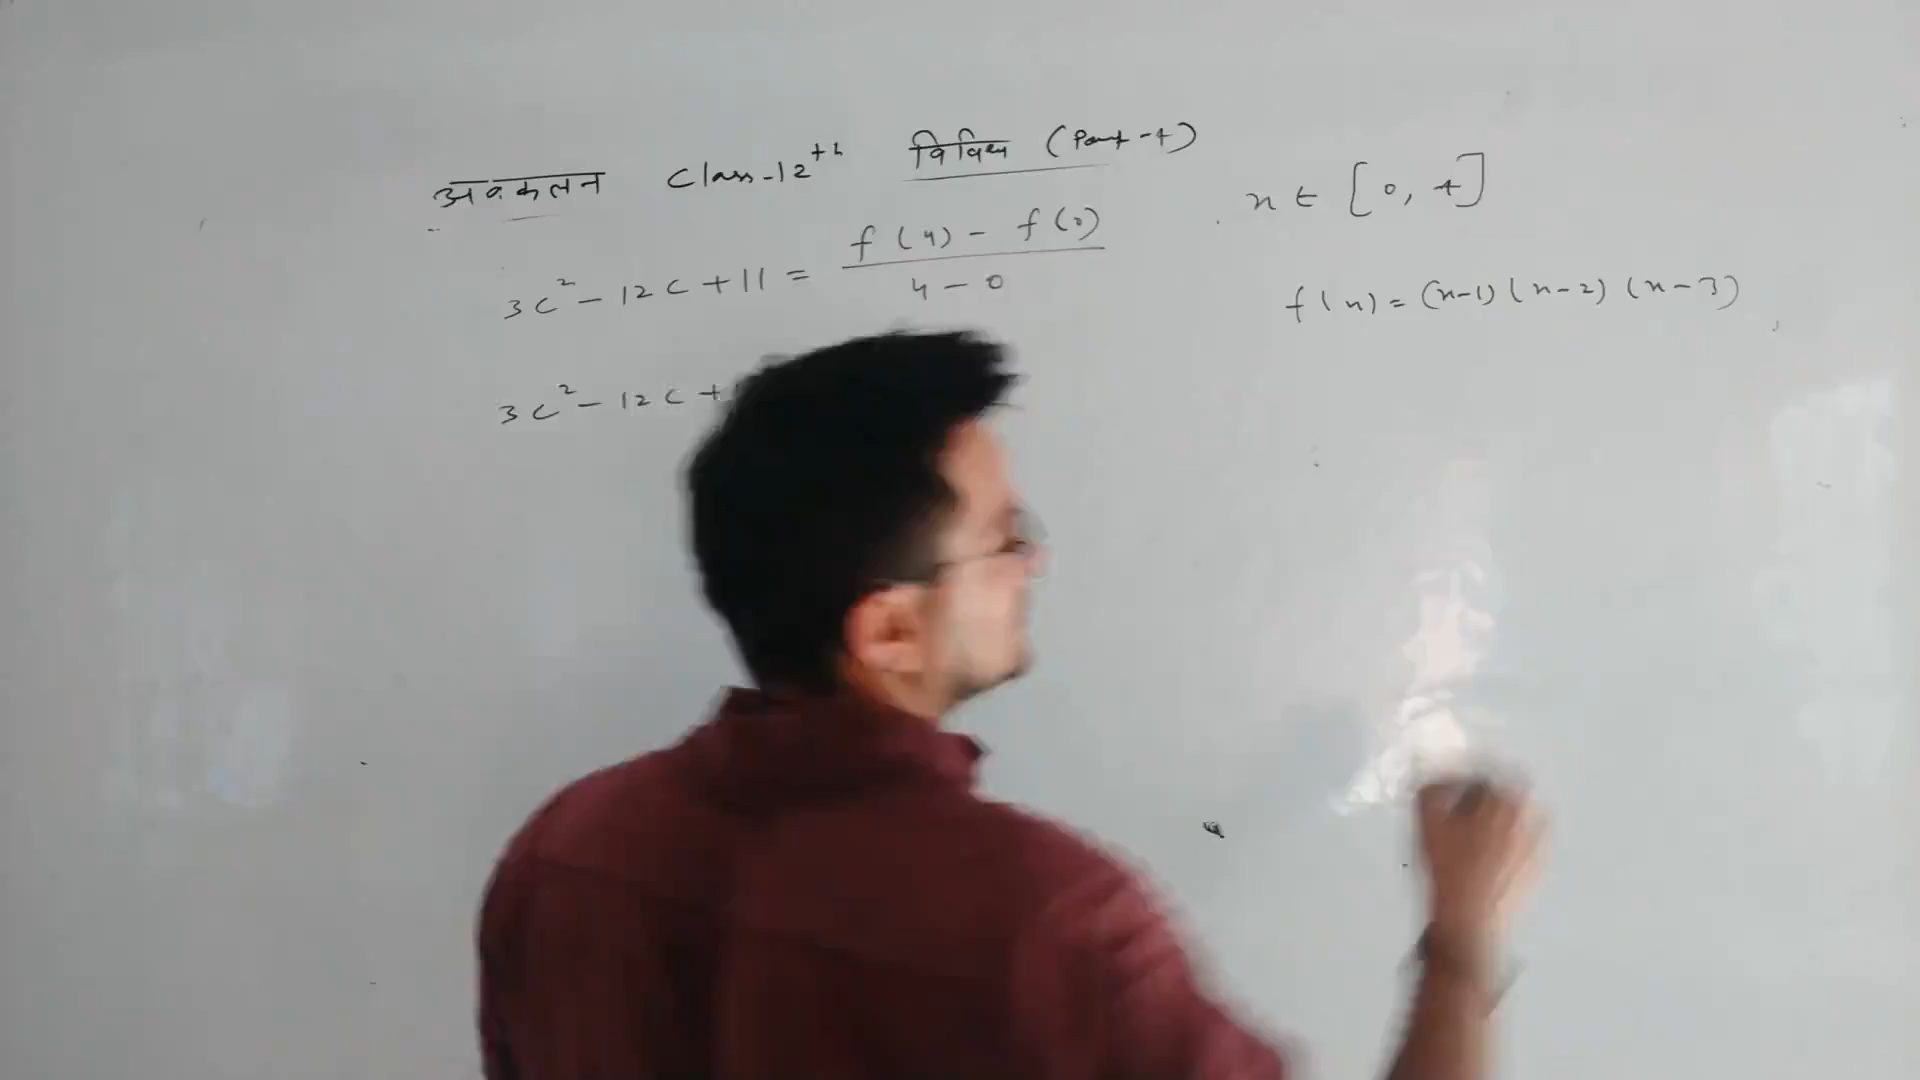 अवकलन Class-12th विविध (Part-4)
3c² - 12c + 11 = f(4) - f(0) / 4 - 0
3c² - 12c +
x ∈ [0, 4]
f(x) = (x-1)(x-2)(x-3)